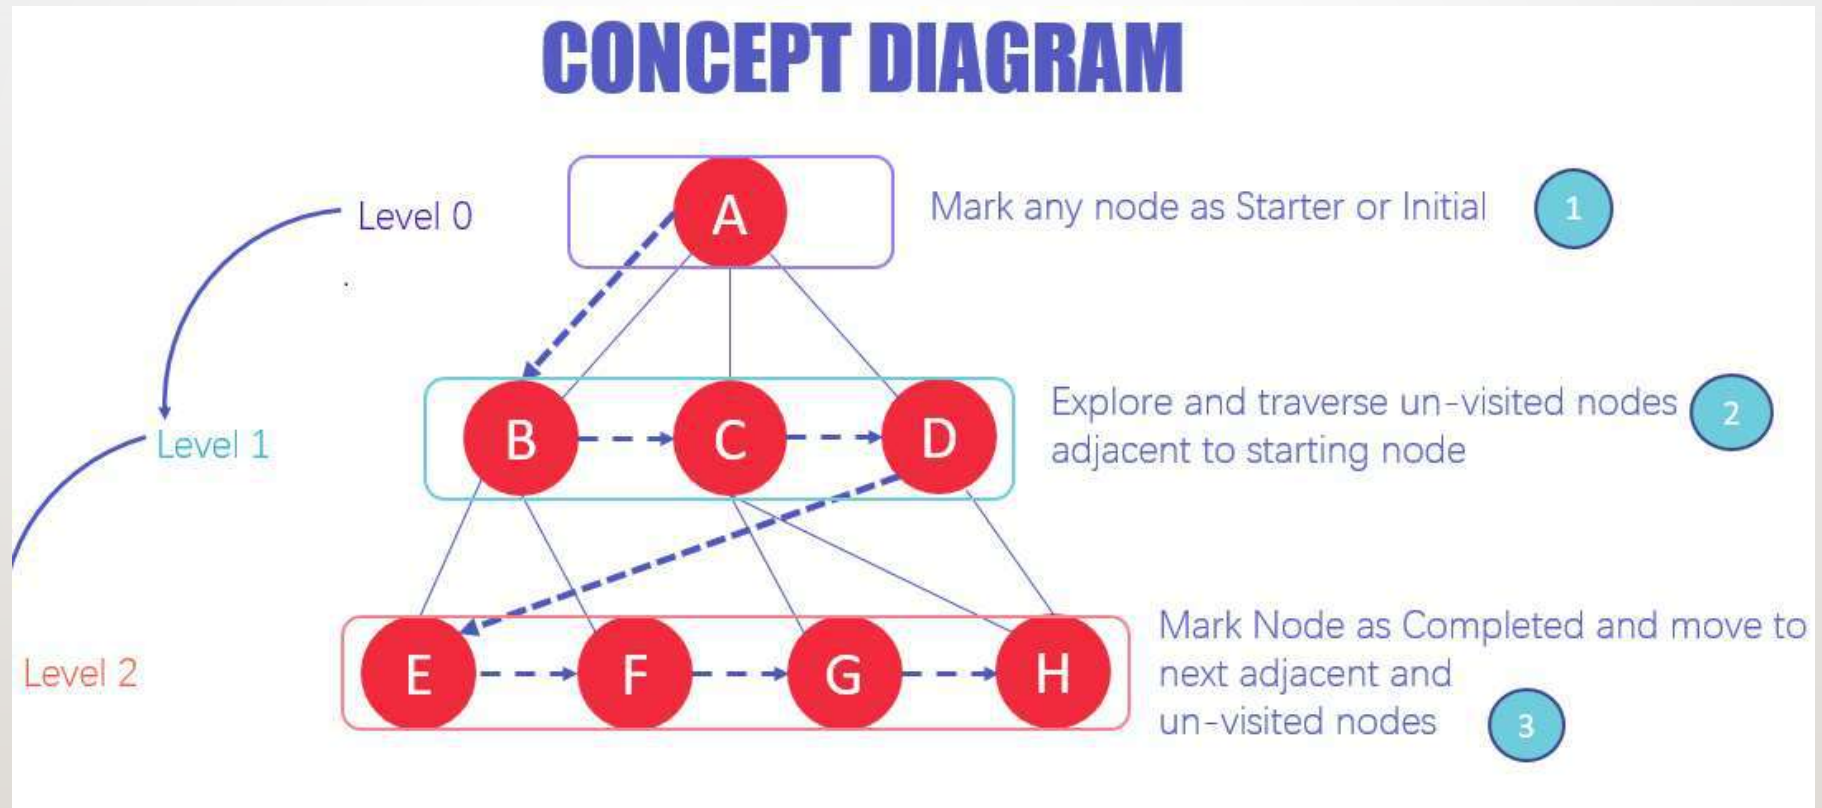 CONCEPT DIAGRAM
Level 0
A
Mark any node as Starter or Initial
1
Level 1
B
C
D
Explore and traverse un-visited nodes
adjacent to starting node
2
Level 2
E
F
G
H
Mark Node as Completed and move to
next adjacent and
un-visited nodes
3